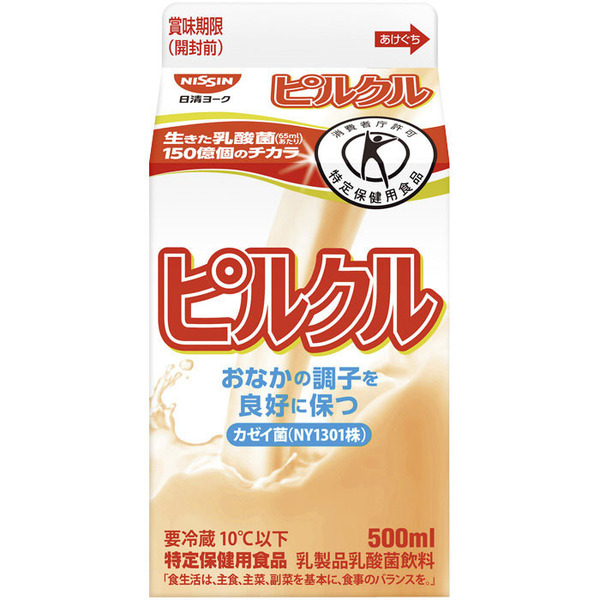 賞味期限
(開封前)
あけぐち
NISSIN
日清ヨーク
ピルクル
生きた乳酸菌(65mlあたり)
150億個のチカラ
消費者庁許可
特定保健用食品
ピルクル
おなかの調子を
良好に保つ
カゼイ菌(NY1301株)
要冷蔵 10℃以下
500ml
特定保健用食品 乳製品乳酸菌飲料
「食生活は、主食、主菜、副菜を基本に、食事のバランスを。」